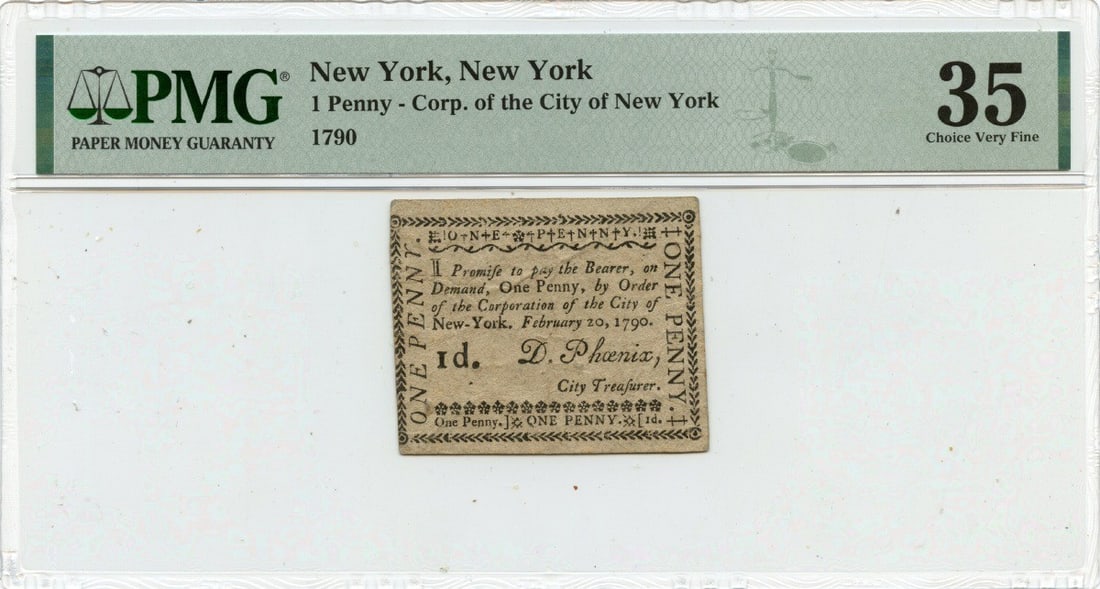 PMG®
PAPER MONEY GUARANTY
New York, New York
1 Penny - Corp. of the City of New York
1790
35
Choice Very Fine
ONE PENNY.
O N E P E N N Y.
I Promiſe to pay the Bearer, on
Demand, One Penny, by Order
of the Corporation of the City of
New-York. February 20, 1790.
1d. D. Phœnix,
City Treaſurer.
One Penny.] ONE PENNY. [1d.
ONE PENNY.